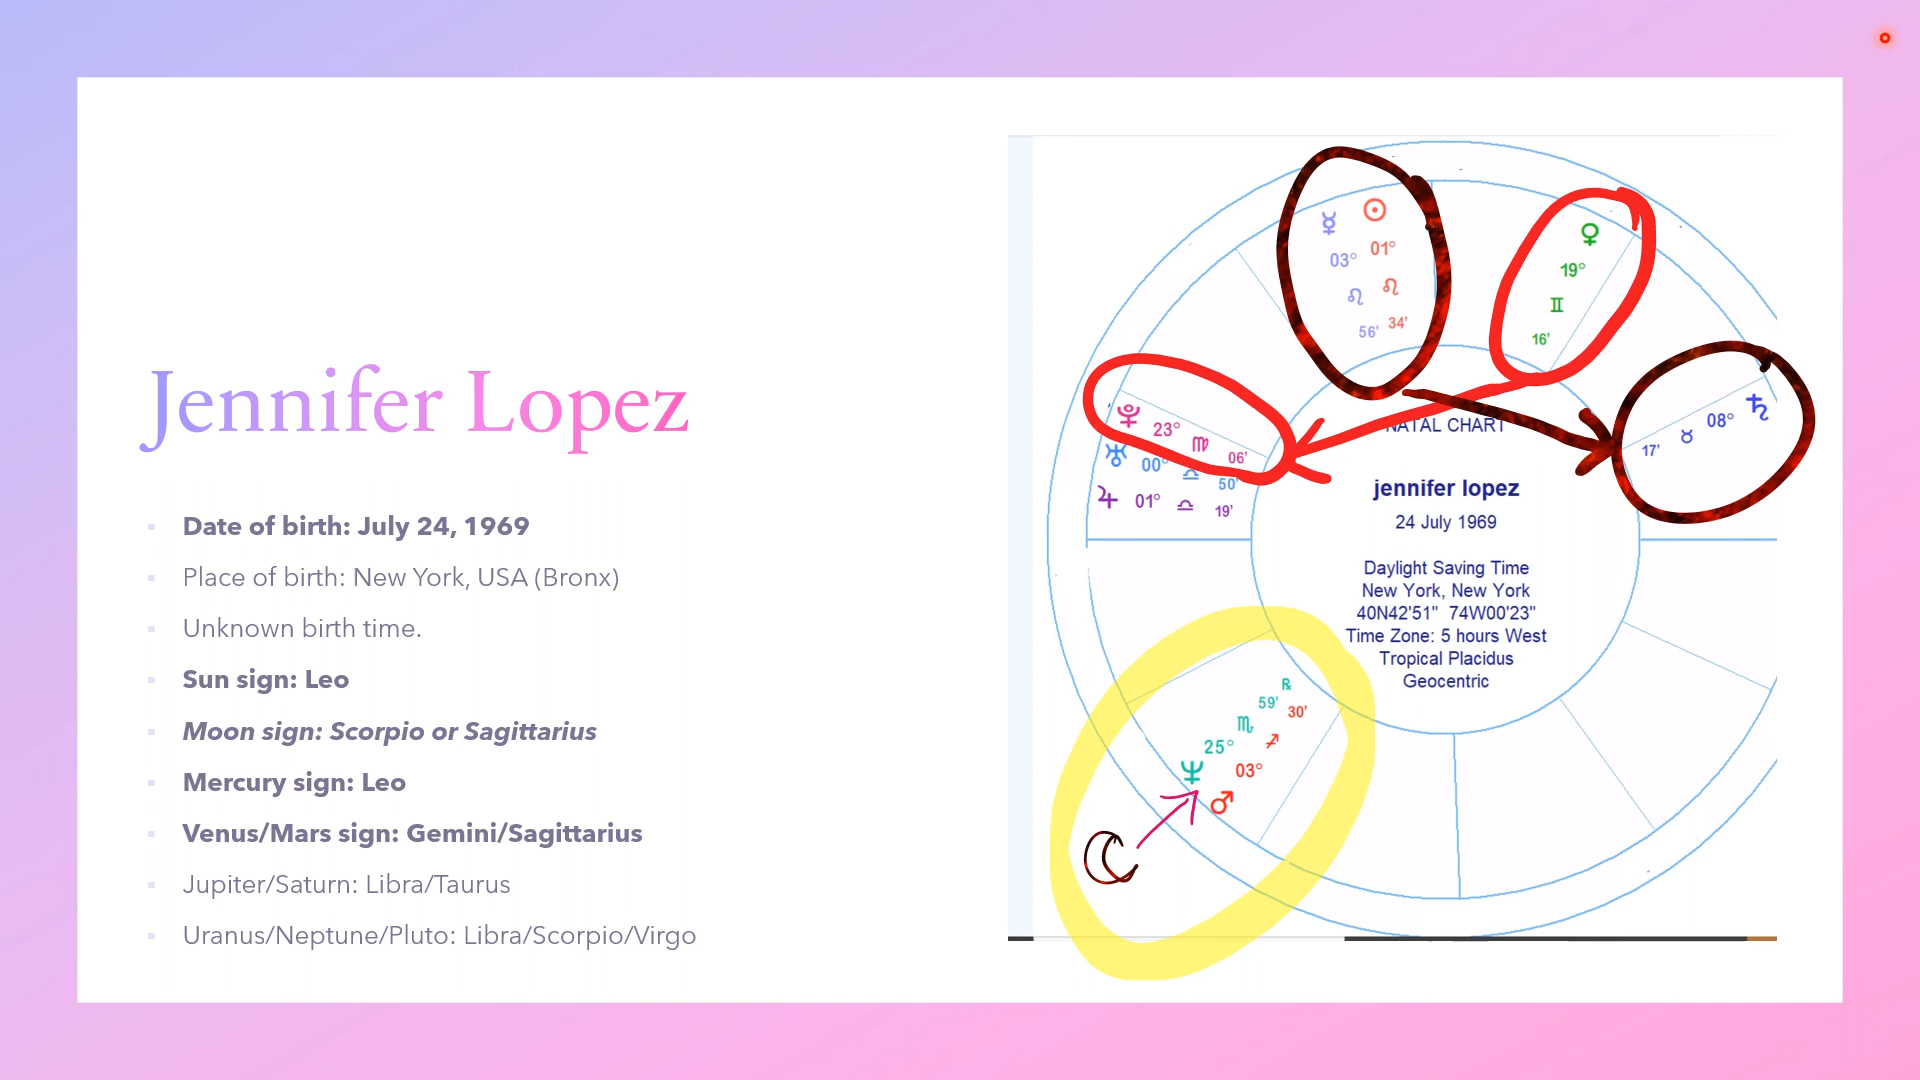 Jennifer Lopez
Date of birth: July 24, 1969
Place of birth: New York, USA (Bronx)
Unknown birth time.
Sun sign: Leo
Moon sign: Scorpio or Sagittarius
Mercury sign: Leo
Venus/Mars sign: Gemini/Sagittarius
Jupiter/Saturn: Libra/Taurus
Uranus/Neptune/Pluto: Libra/Scorpio/Virgo
☿ ☉
03° 01°
♌ ♌
56' 34'
♀
19°
♊
16'
♇ 23° ♍ 06'
♅ 00° ♎ 50'
♃ 01° ♎ 19'
17' ♉ 08° ♄
NATAL CHART
jennifer lopez
24 July 1969
Daylight Saving Time
New York, New York
40N42'51" 74W00'23"
Time Zone: 5 hours West
Tropical Placidus
Geocentric
♆ 25° ♏ 59' ℞
♂ 03° ♐ 30'